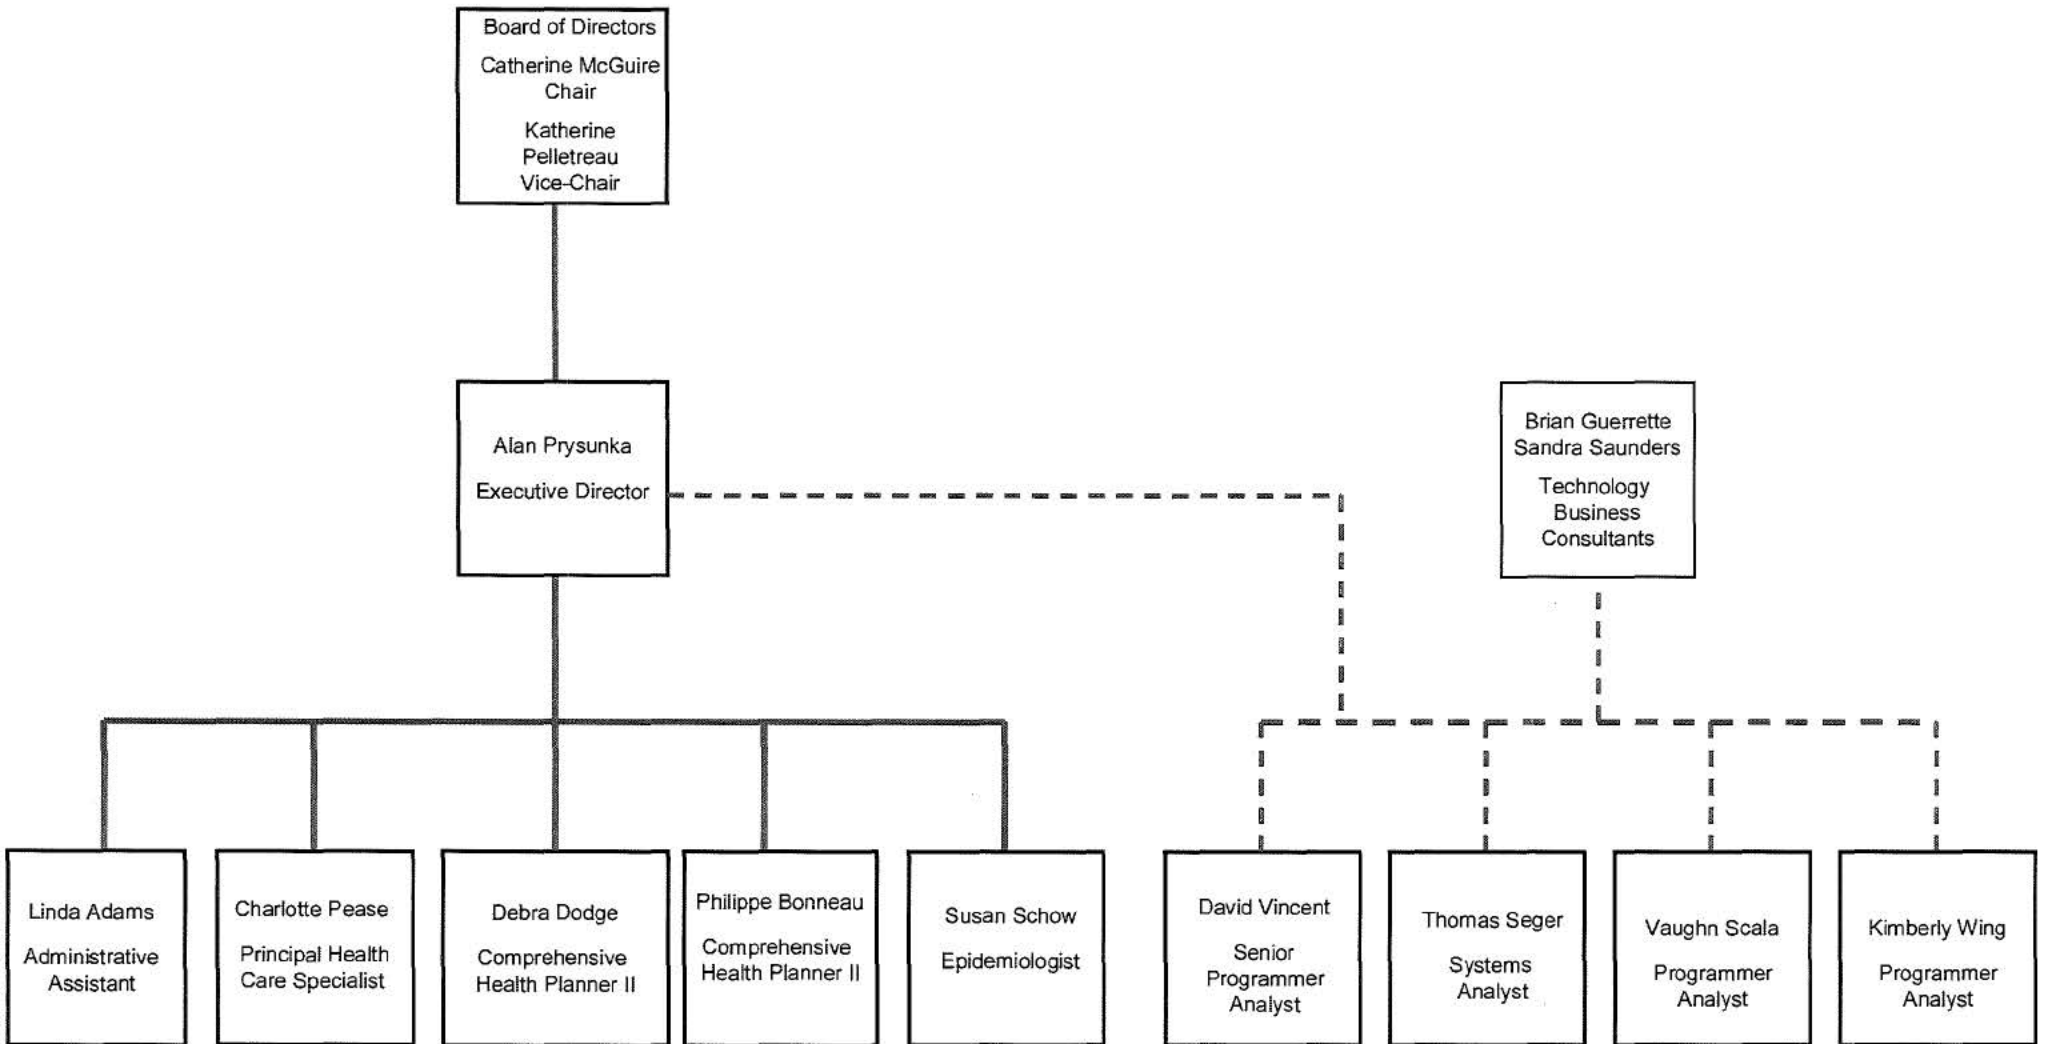 Board of Directors
Catherine McGuire
Chair
Katherine
Pelletreau
Vice-Chair
Alan Prysunka
Executive Director
Brian Guerrette
Sandra Saunders
Technology
Business
Consultants
Linda Adams
Administrative
Assistant
Charlotte Pease
Principal Health
Care Specialist
Debra Dodge
Comprehensive
Health Planner II
Philippe Bonneau
Comprehensive
Health Planner II
Susan Schow
Epidemiologist
David Vincent
Senior
Programmer
Analyst
Thomas Seger
Systems
Analyst
Vaughn Scala
Programmer
Analyst
Kimberly Wing
Programmer
Analyst